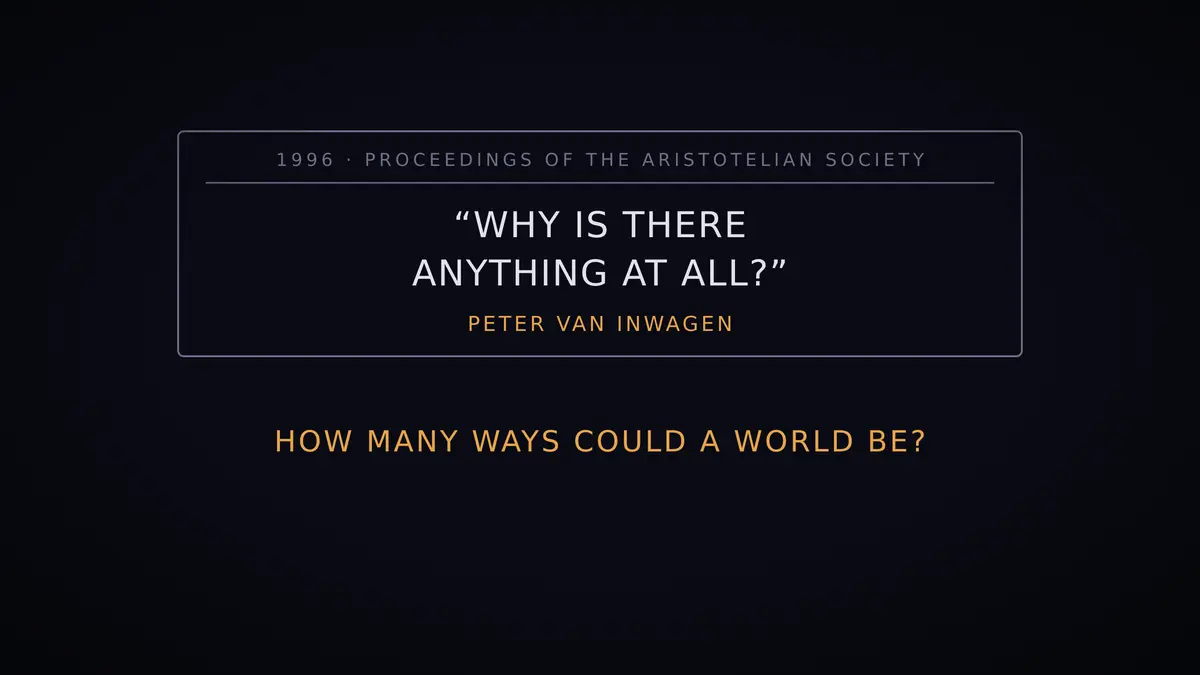 1996 · PROCEEDINGS OF THE ARISTOTELIAN SOCIETY
“WHY IS THERE
ANYTHING AT ALL?”
PETER VAN INWAGEN
HOW MANY WAYS COULD A WORLD BE?